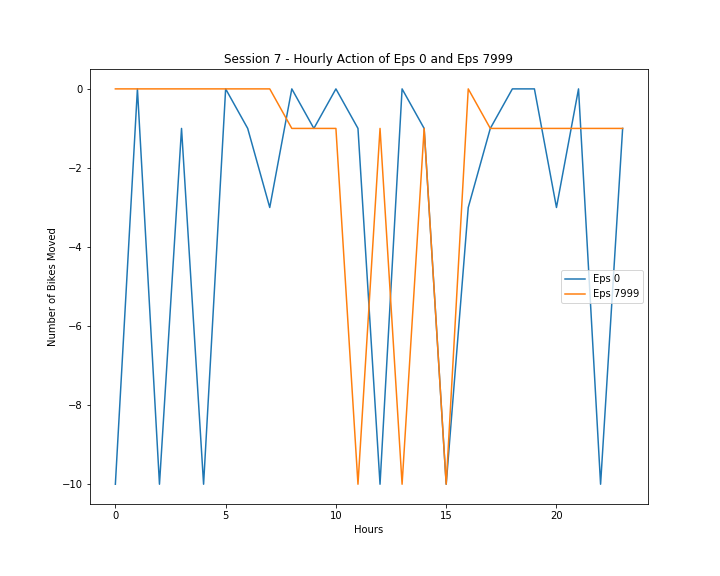 Session 7 - Hourly Action of Eps 0 and Eps 7999
Number of Bikes Moved
0
−2
−4
−6
−8
−10
Eps 0
Eps 7999
0
5
10
15
20
Hours